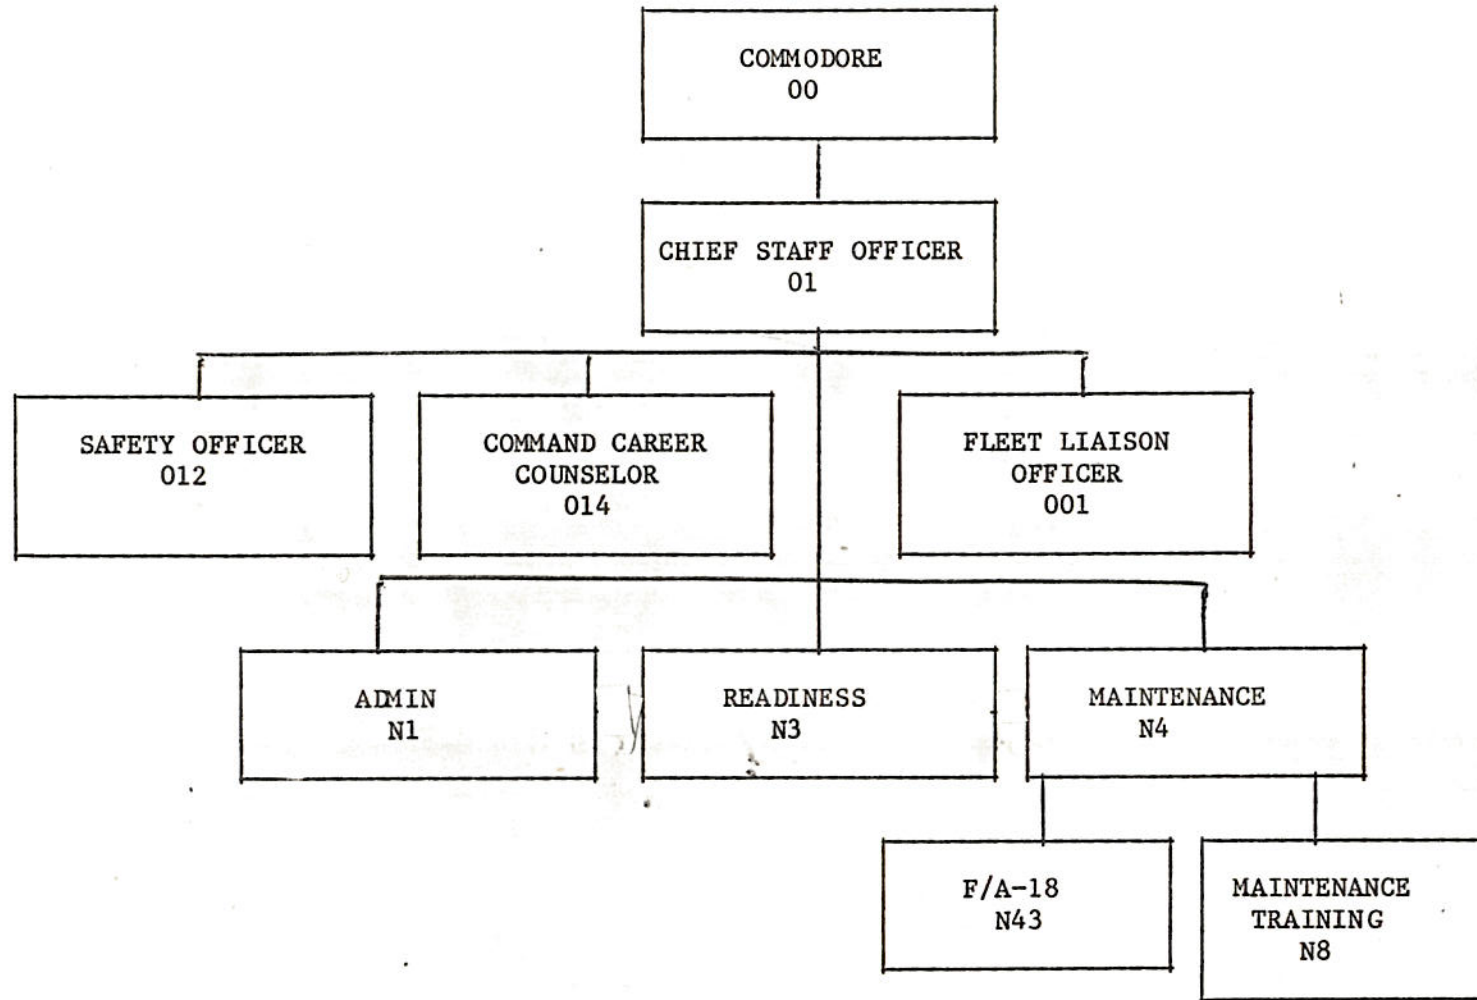 COMMODORE
00
CHIEF STAFF OFFICER
01
SAFETY OFFICER
012
COMMAND CAREER
COUNSELOR
014
FLEET LIAISON
OFFICER
001
ADMIN
N1
READINESS
N3
MAINTENANCE
N4
F/A-18
N43
MAINTENANCE
TRAINING
N8